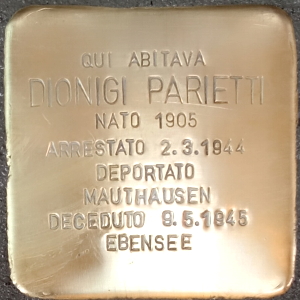 QUI ABITAVA
DIONIGI PARIETTI
NATO 1905
ARRESTATO 2.3.1944
DEPORTATO
MAUTHAUSEN
DECEDUTO 9.5.1945
EBENSEE